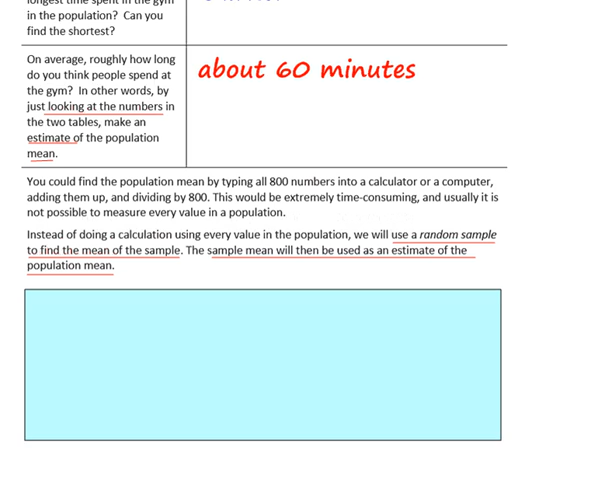 longest time spent in the gym
in the population? Can you
find the shortest?
On average, roughly how long
do you think people spend at
the gym? In other words, by
just looking at the numbers in
the two tables, make an
estimate of the population
mean.
about 60 minutes
You could find the population mean by typing all 800 numbers into a calculator or a computer,
adding them up, and dividing by 800. This would be extremely time-consuming, and usually it is
not possible to measure every value in a population.
Instead of doing a calculation using every value in the population, we will use a random sample
to find the mean of the sample. The sample mean will then be used as an estimate of the
population mean.